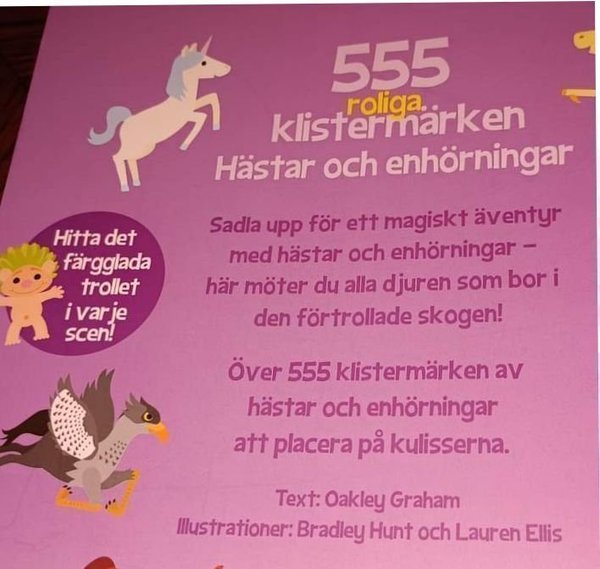 555
roliga
klistermärken
Hästar och enhörningar
Hitta det
färgglada
trollet
i varje
scen!
Sadla upp för ett magiskt äventyr
med hästar och enhörningar –
här möter du alla djuren som bor i
den förtrollade skogen!
Över 555 klistermärken av
hästar och enhörningar
att placera på kulisserna.
Text: Oakley Graham
Illustrationer: Bradley Hunt och Lauren Ellis